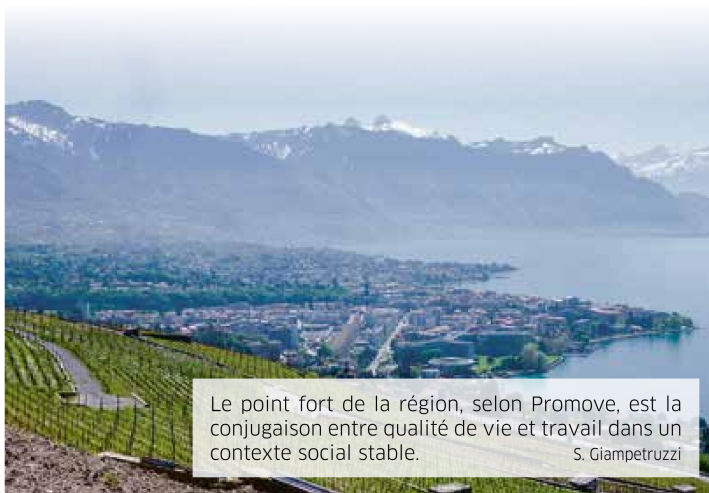 Le point fort de la région, selon Promove, est la
conjugaison entre qualité de vie et travail dans un
contexte social stable. S. Giampetruzzi